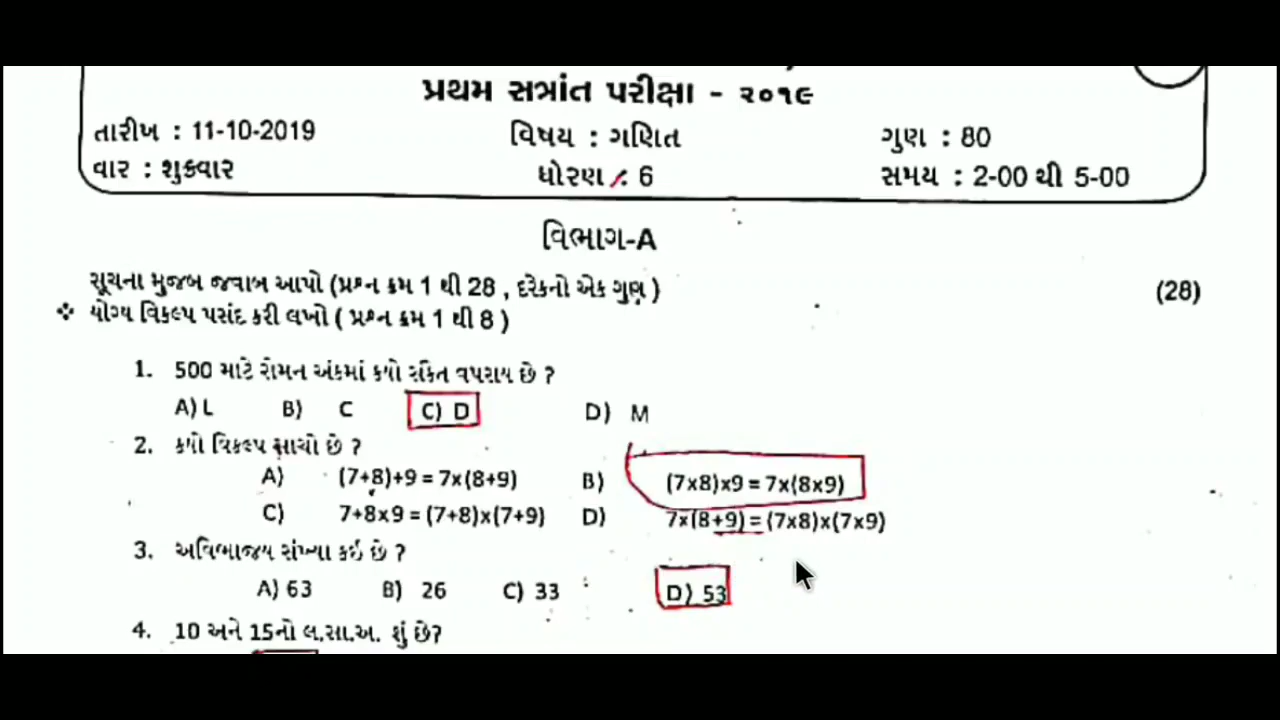 પ્રથમ સત્રાંત પરીક્ષા - ૨૦૧૯
તારીખ : 11-10-2019 વિષય : ગણિત ગુણ : 80
વાર : શુક્રવાર ધોરણ : 6 સમય : 2-00 થી 5-00
વિભાગ-A
સૂચના મુજબ જવાબ આપો (પ્રશ્ન ક્રમ 1 થી 28 , દરેકનો એક ગુણ ) (28)
❖ યોગ્ય વિકલ્પ પસંદ કરી લખો ( પ્રશ્ન ક્રમ 1 થી 8 )
1. 500 માટે રોમન અંકમાં કયો સંકેત વપરાય છે ?
A) L B) C C) D D) M
2. કયો વિકલ્પ સાચો છે ?
A) (7+8)+9 = 7x(8+9) B) (7x8)x9 = 7x(8x9)
C) 7+8x9 = (7+8)x(7+9) D) 7x(8+9) = (7x8)x(7x9)
3. અવિભાજય સંખ્યા કઇ છે ?
A) 63 B) 26 C) 33 D) 53
4. 10 અને 15નો લ.સા.અ. શું છે?